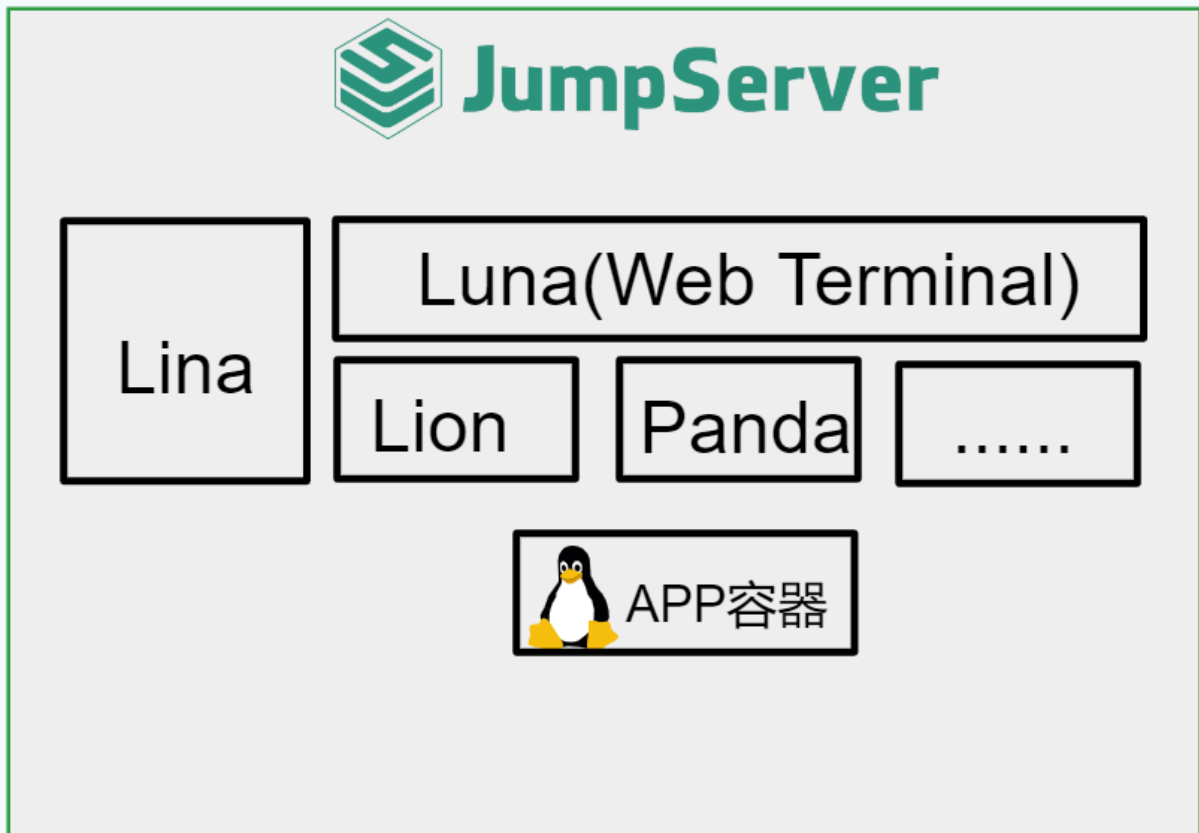 JumpServer
Luna(Web Terminal)
Lina
Lion
Panda
......
APP容器